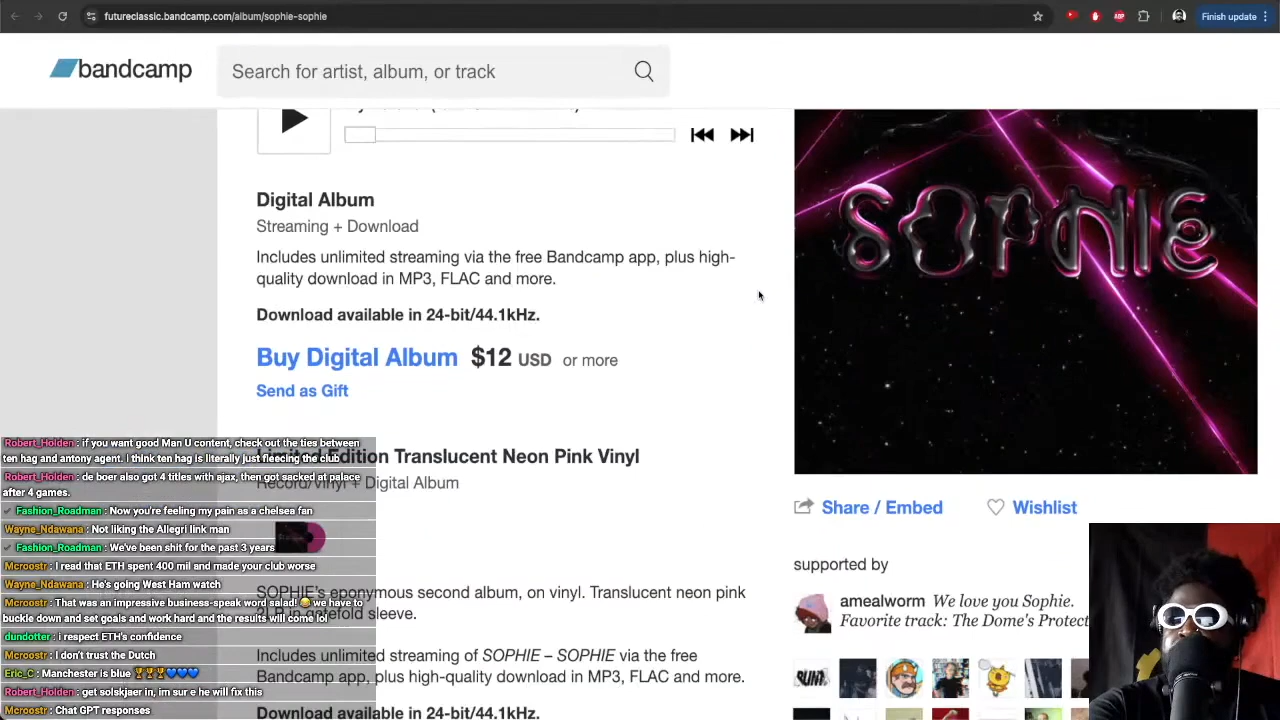 futureclassic.bandcamp.com/album/sophie-sophie
ABP
Finish update
bandcamp
Search for artist, album, or track
Digital Album
Streaming + Download
Includes unlimited streaming via the free Bandcamp app, plus high-
quality download in MP3, FLAC and more.
Download available in 24-bit/44.1kHz.
Buy Digital Album $12 USD or more
Send as Gift
Edition Translucent Neon Pink Vinyl
Record/Vinyl + Digital Album
SOPHIE's eponymous second album, on vinyl. Translucent neon pink
gatefold sleeve.
Includes unlimited streaming of SOPHIE – SOPHIE via the free
Bandcamp app, plus high-quality download in MP3, FLAC and more.
Download available in 24-bit/44.1kHz.
SOPHIE
Share / Embed
Wishlist
supported by
amealworm We love you Sophie.
Favorite track: The Dome's Protect
Robert_Holden : if you want good Man U content, check out the ties between
ten hag and antony agent. I think ten hag is literally just fleecing the club
Robert_Holden : de boer also got 4 titles with ajax, then got sacked at palace
after 4 games.
Fashion_Roadman : Now you're feeling my pain as a chelsea fan
Wayne_Ndawana : Not liking the Allegri link man
Fashion_Roadman : We've been shit for the past 3 years
Mcroostr : I read that ETH spent 400 mil and made your club worse
Wayne_Ndawana : He's going West Ham watch
Mcroostr : That was an impressive business-speak word salad! 😂 we have to
buckle down and set goals and work hard and the results will come lol
dundotter : i respect ETH's confidence
Mcroostr : I don't trust the Dutch
Eric_C : Manchester is blue 🏆🏆🏆💙💙💙
Robert_Holden : get solskjaer in, im sur e he will fix this
Mcroostr : Chat GPT responses